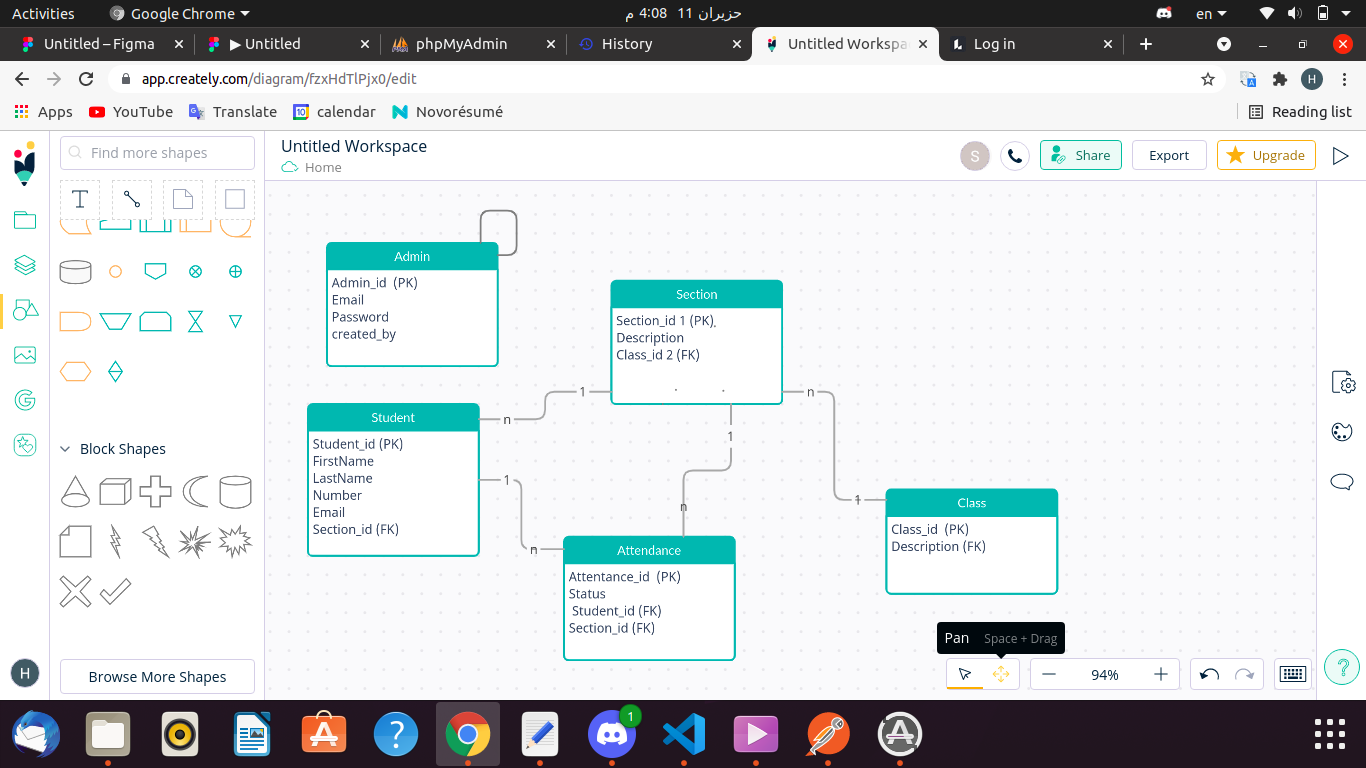 Activities Google Chrome 4:08 م 11 حزيران en
Untitled – Figma ▶ Untitled phpMyAdmin History Untitled Workspa Log in
app.creately.com/diagram/fzxHdTlPjx0/edit H
Apps YouTube Translate 10 calendar Novorésumé Reading list
Find more shapes
Untitled Workspace
Home
S Share Export Upgrade
T
Admin
Admin_id (PK)
Email
Password
created_by
Section
Section_id 1 (PK),
Description
Class_id 2 (FK)
1
n
n
1
Student
Student_id (PK)
FirstName
LastName
Number
Email
Section_id (FK)
1
n
1
n
Attendance
Attentance_id (PK)
Status
Student_id (FK)
Section_id (FK)
Class
Class_id (PK)
Description (FK)
Block Shapes
Pan Space + Drag
94%
?
H
Browse More Shapes
?
1
A